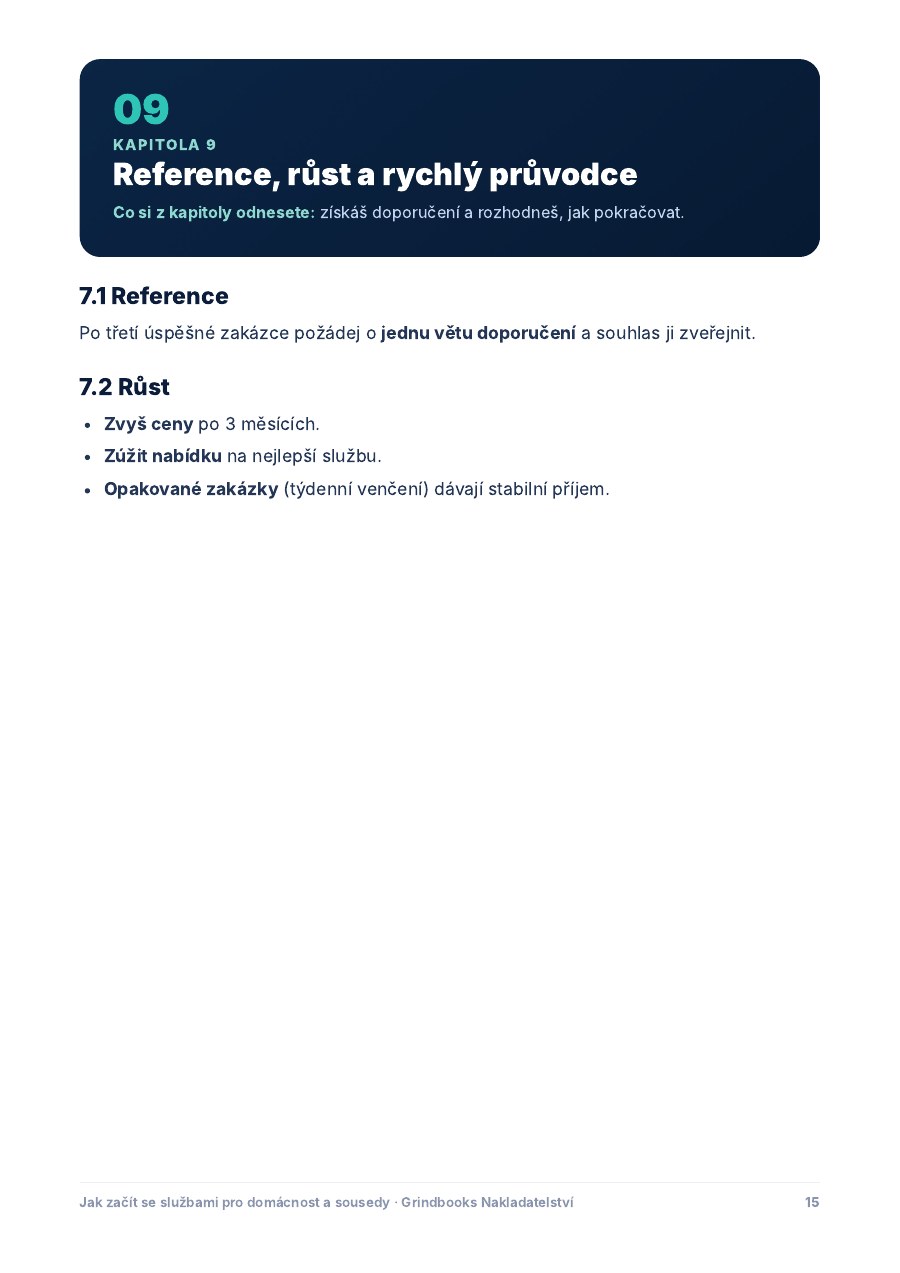 09
KAPITOLA 9
Reference, růst a rychlý průvodce
Co si z kapitoly odnesete: získáš doporučení a rozhodneš, jak pokračovat.
7.1 Reference
Po třetí úspěšné zakázce požádej o jednu větu doporučení a souhlas ji zveřejnit.
7.2 Růst
• Zvyš ceny po 3 měsících.
• Zúžit nabídku na nejlepší službu.
• Opakované zakázky (týdenní venčení) dávají stabilní příjem.
Jak začít se službami pro domácnost a sousedy · Grindbooks Nakladatelství 15